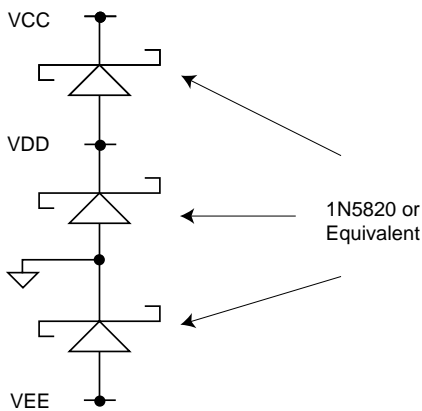 VCC
VDD
1N5820 or
Equivalent
VEE